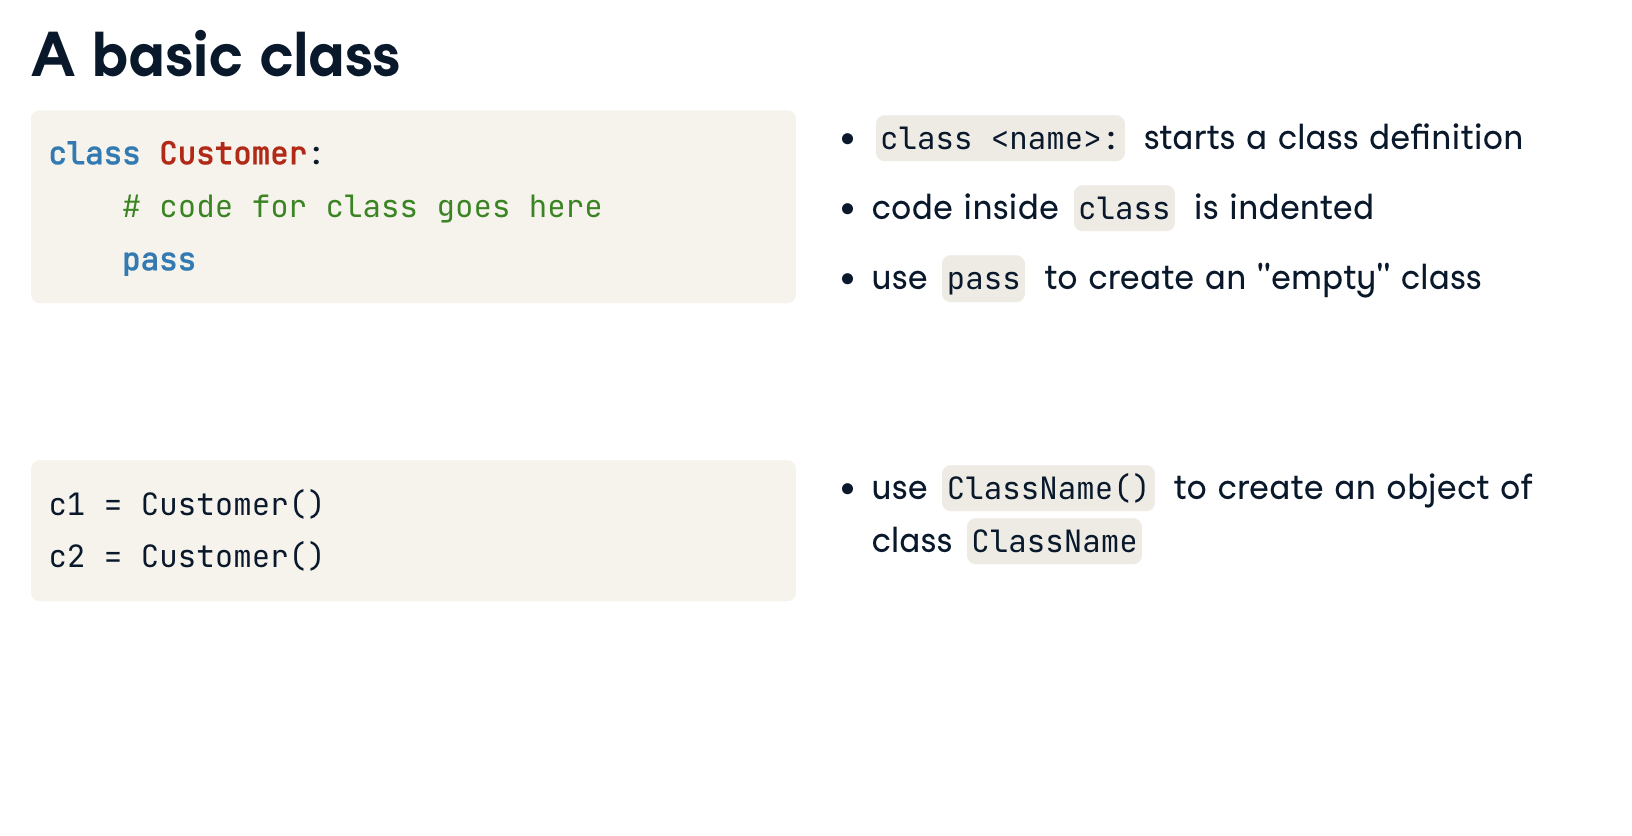 A basic class
class Customer:
    # code for class goes here
    pass
• class <name>: starts a class definition
• code inside class is indented
• use pass to create an "empty" class
c1 = Customer()
c2 = Customer()
• use ClassName() to create an object of
class ClassName